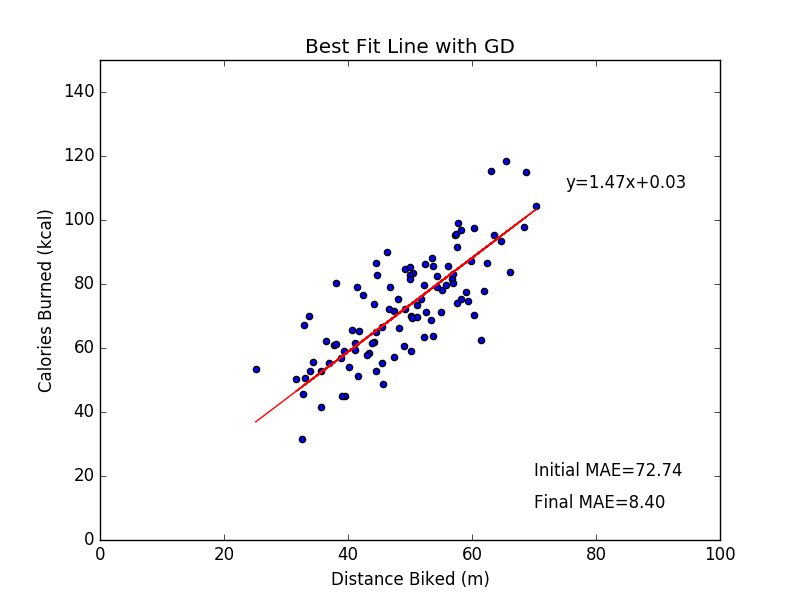 Best Fit Line with GD
140
120
100
80
60
40
20
0
Calories Burned (kcal)
y=1.47x+0.03
Initial MAE=72.74
Final MAE=8.40
0 20 40 60 80 100
Distance Biked (m)